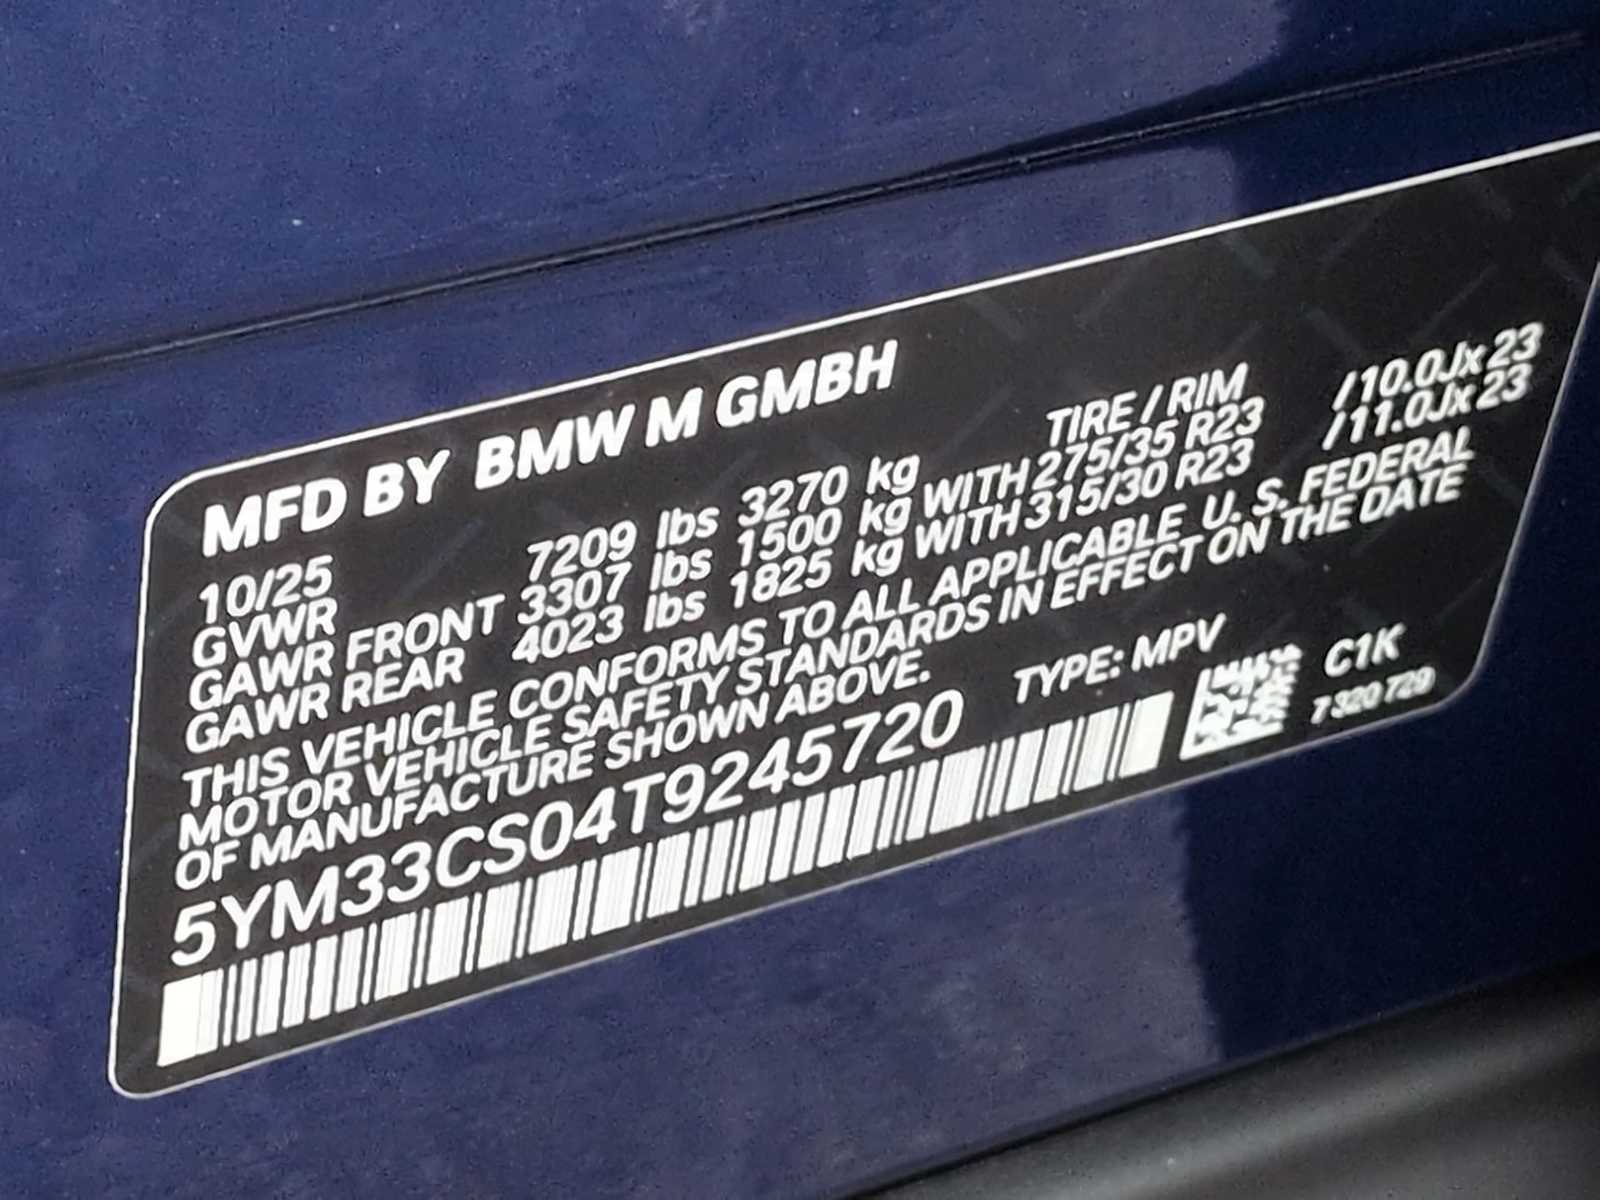 MFD BY BMW M GMBH
10/25 TIRE / RIM
GVWR 7209 lbs 3270 kg
GAWR FRONT 3307 lbs 1500 kg WITH 275/35 R23 /10.0Jx23
GAWR REAR 4023 lbs 1825 kg WITH 315/30 R23 /11.0Jx23
THIS VEHICLE CONFORMS TO ALL APPLICABLE U. S. FEDERAL
MOTOR VEHICLE SAFETY STANDARDS IN EFFECT ON THE DATE
OF MANUFACTURE SHOWN ABOVE.
5YM33CS04T9245720 TYPE: MPV
C1K
7 320 729